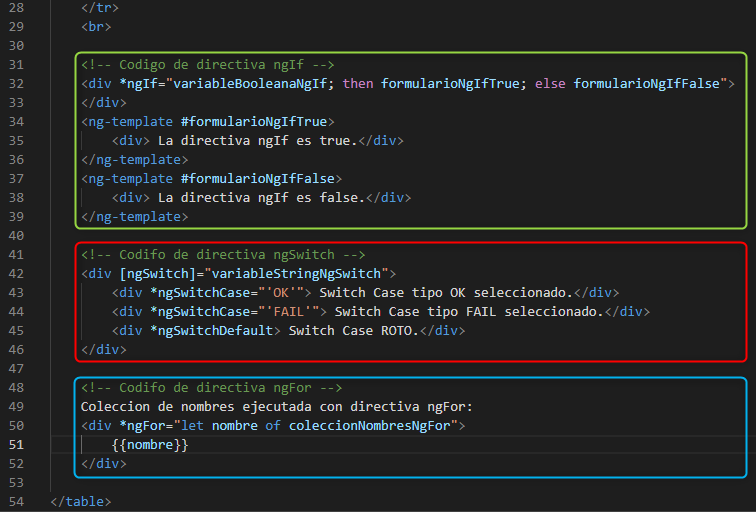 28 </tr>
29 <br>
30
31 <!-- Codigo de directiva ngIf -->
32 <div *ngIf="variableBooleanaNgIf; then formularioNgIfTrue; else formularioNgIfFalse">
33 </div>
34 <ng-template #formularioNgIfTrue>
35 <div> La directiva ngIf es true.</div>
36 </ng-template>
37 <ng-template #formularioNgIfFalse>
38 <div> La directiva ngIf es false.</div>
39 </ng-template>
40
41 <!-- Codifo de directiva ngSwitch -->
42 <div [ngSwitch]="variableStringNgSwitch">
43 <div *ngSwitchCase="'OK'"> Switch Case tipo OK seleccionado.</div>
44 <div *ngSwitchCase="'FAIL'"> Switch Case tipo FAIL seleccionado.</div>
45 <div *ngSwitchDefault> Switch Case ROTO.</div>
46 </div>
47
48 <!-- Codifo de directiva ngFor -->
49 Coleccion de nombres ejecutada con directiva ngFor:
50 <div *ngFor="let nombre of coleccionNombresNgFor">
51 {{nombre}}
52 </div>
53
54 </table>